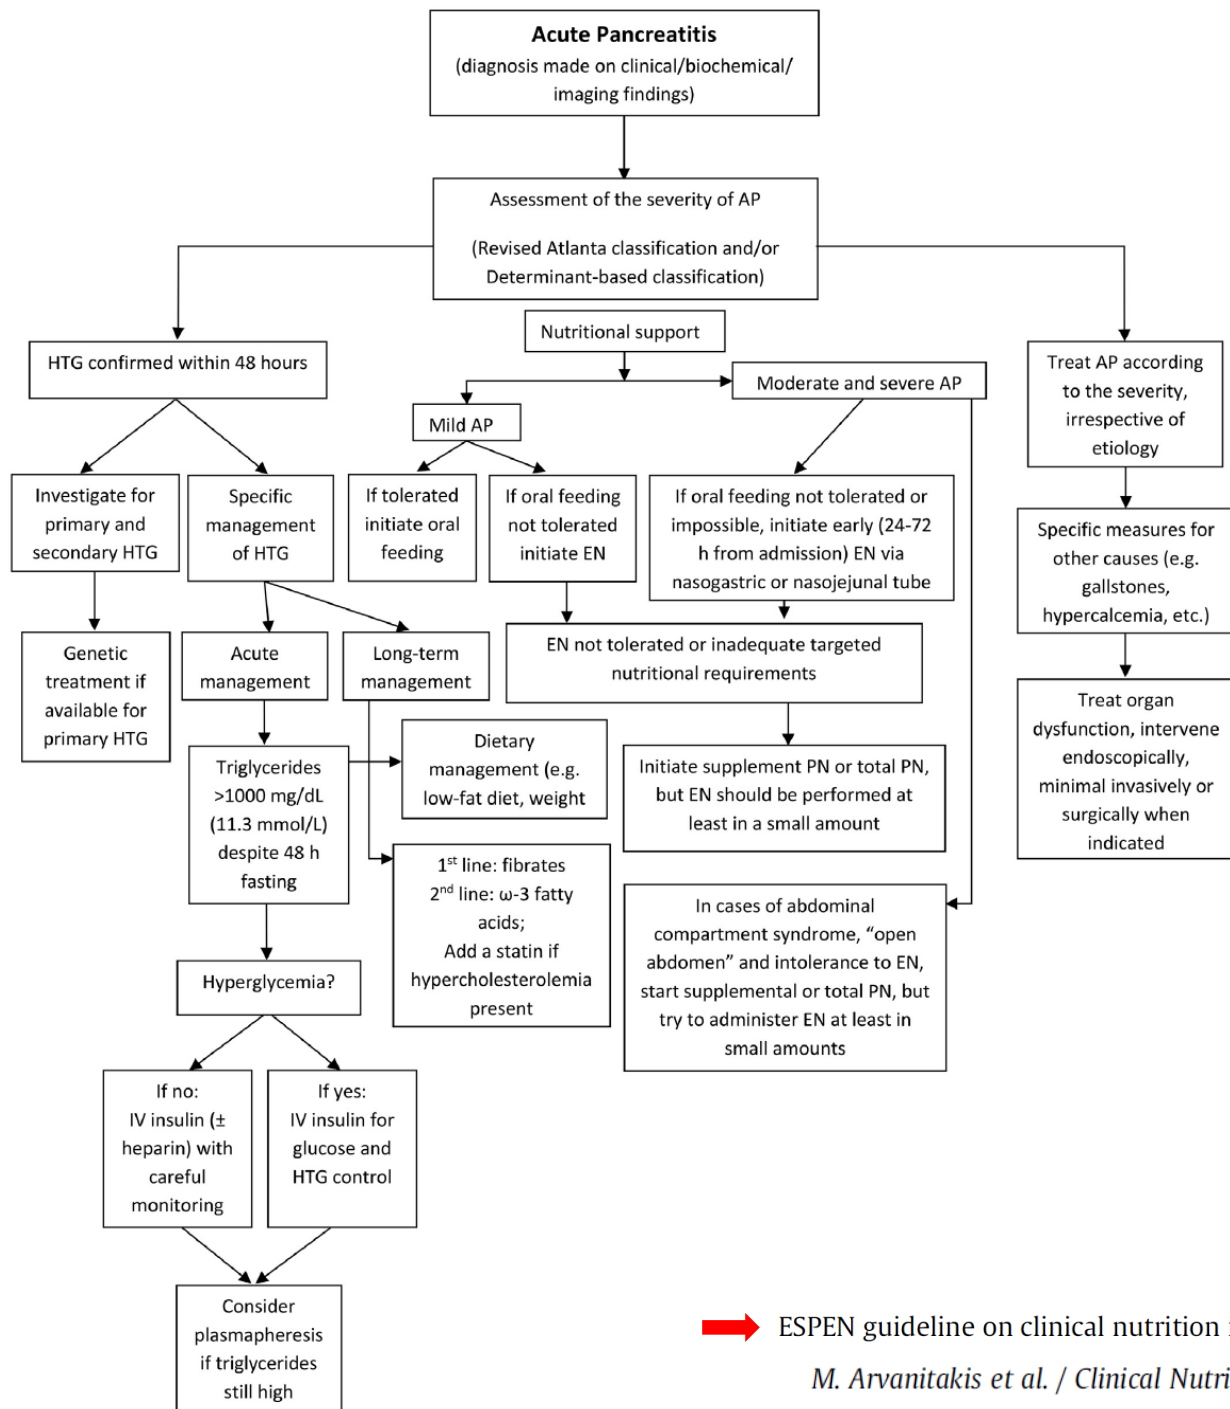 Acute Pancreatitis
(diagnosis made on clinical/biochemical/
imaging findings)
Assessment of the severity of AP
(Revised Atlanta classification and/or
Determinant-based classification)
Nutritional support
HTG confirmed within 48 hours
Mild AP
Moderate and severe AP
Treat AP according
to the severity,
irrespective of
etiology
Investigate for
primary and
secondary HTG
Specific
management
of HTG
If tolerated
initiate oral
feeding
If oral feeding
not tolerated
initiate EN
If oral feeding not tolerated or
impossible, initiate early (24-72
h from admission) EN via
nasogastric or nasojejunal tube
Specific measures for
other causes (e.g.
gallstones,
hypercalcemia, etc.)
Genetic
treatment if
available for
primary HTG
Acute
management
Long-term
management
EN not tolerated or inadequate targeted
nutritional requirements
Treat organ
dysfunction, intervene
endoscopically,
minimal invasively or
surgically when
indicated
Triglycerides
>1000 mg/dL
(11.3 mmol/L)
despite 48 h
fasting
Dietary
management (e.g.
low-fat diet, weight
Initiate supplement PN or total PN,
but EN should be performed at
least in a small amount
1st line: fibrates
2nd line: ω-3 fatty
acids;
Add a statin if
hypercholesterolemia
present
In cases of abdominal
compartment syndrome, “open
abdomen” and intolerance to EN,
start supplemental or total PN, but
try to administer EN at least in
small amounts
Hyperglycemia?
If no:
IV insulin (±
heparin) with
careful
monitoring
If yes:
IV insulin for
glucose and
HTG control
Consider
plasmapheresis
if triglycerides
still high
ESPEN guideline on clinical nutrition
M. Arvanitakis et al. / Clinical